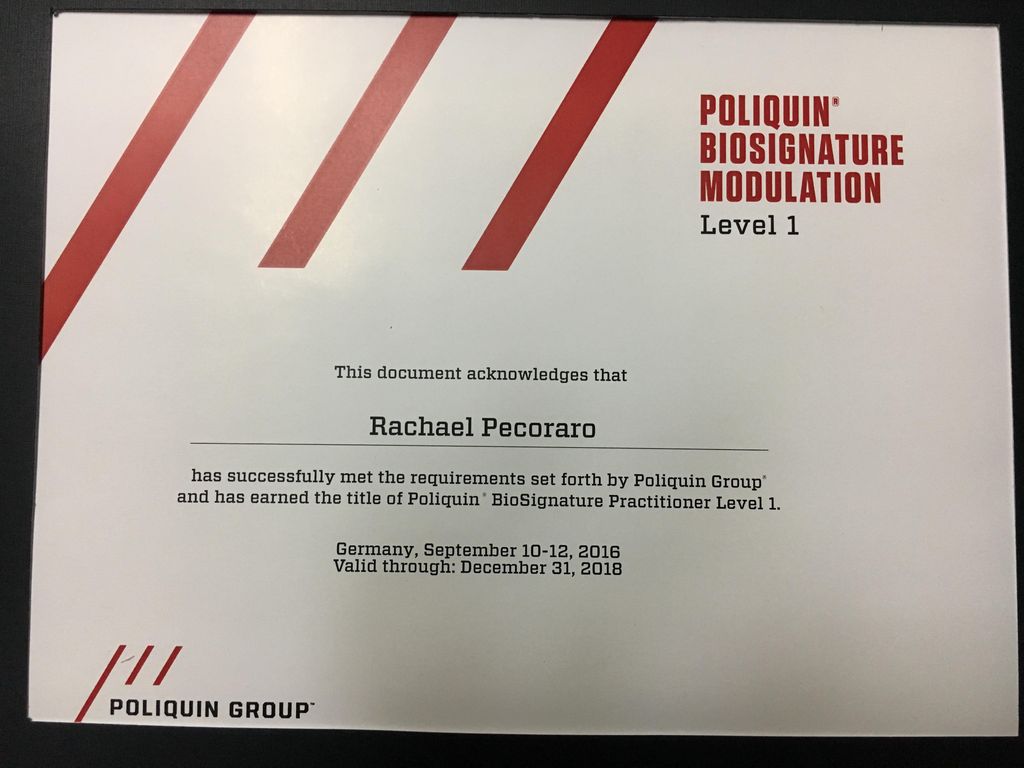 POLIQUIN®
BIOSIGNATURE
MODULATION
Level 1
This document acknowledges that
Rachael Pecoraro
has successfully met the requirements set forth by Poliquin Group®
and has earned the title of Poliquin® BioSignature Practitioner Level 1.
Germany, September 10-12, 2016
Valid through: December 31, 2018
POLIQUIN GROUP™